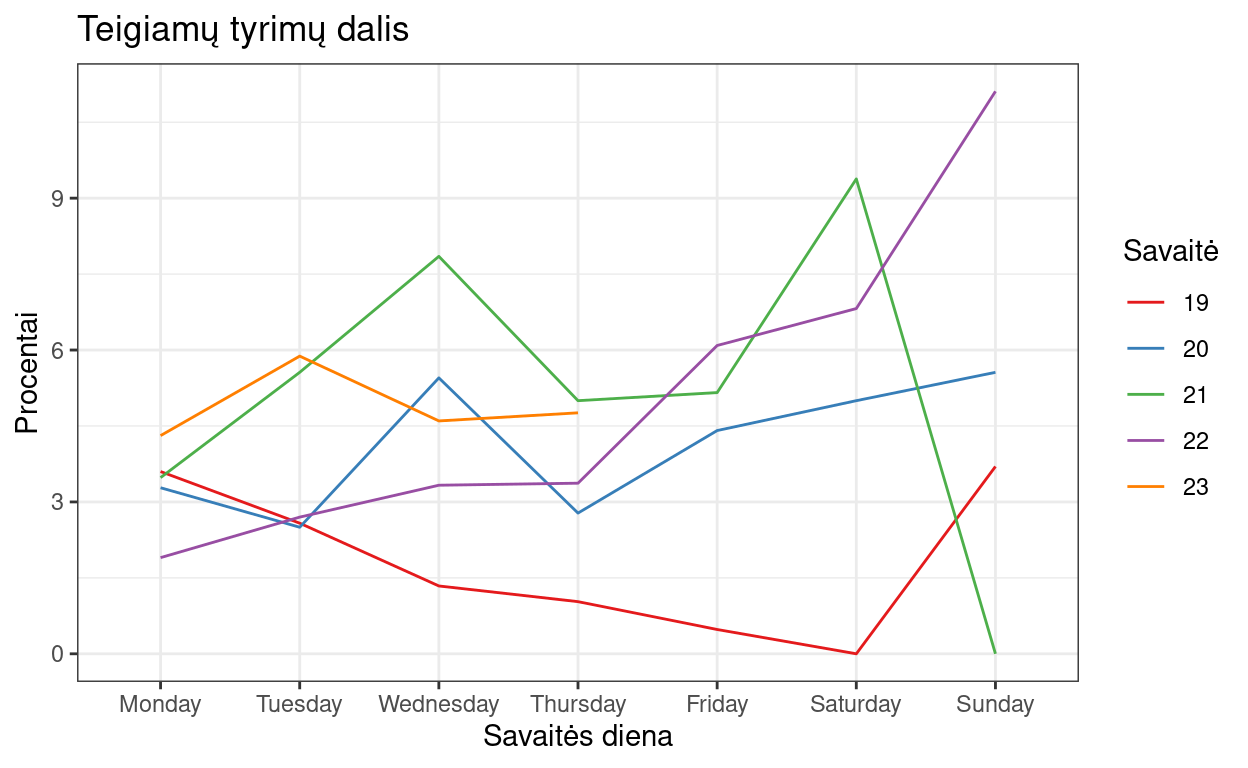 Teigiamų tyrimų dalis
Procentai
9
6
3
0
Monday Tuesday Wednesday Thursday Friday Saturday Sunday
Savaitės diena
Savaitė
19
20
21
22
23